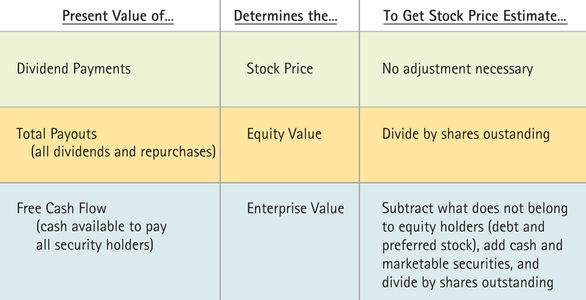 Present Value of... Determines the... To Get Stock Price Estimate...
Dividend Payments Stock Price No adjustment necessary
Total Payouts Equity Value Divide by shares oustanding
(all dividends and repurchases)
Free Cash Flow Enterprise Value Subtract what does not belong
(cash available to pay to equity holders (debt and
all security holders) preferred stock), add cash and
marketable securities, and
divide by shares outstanding